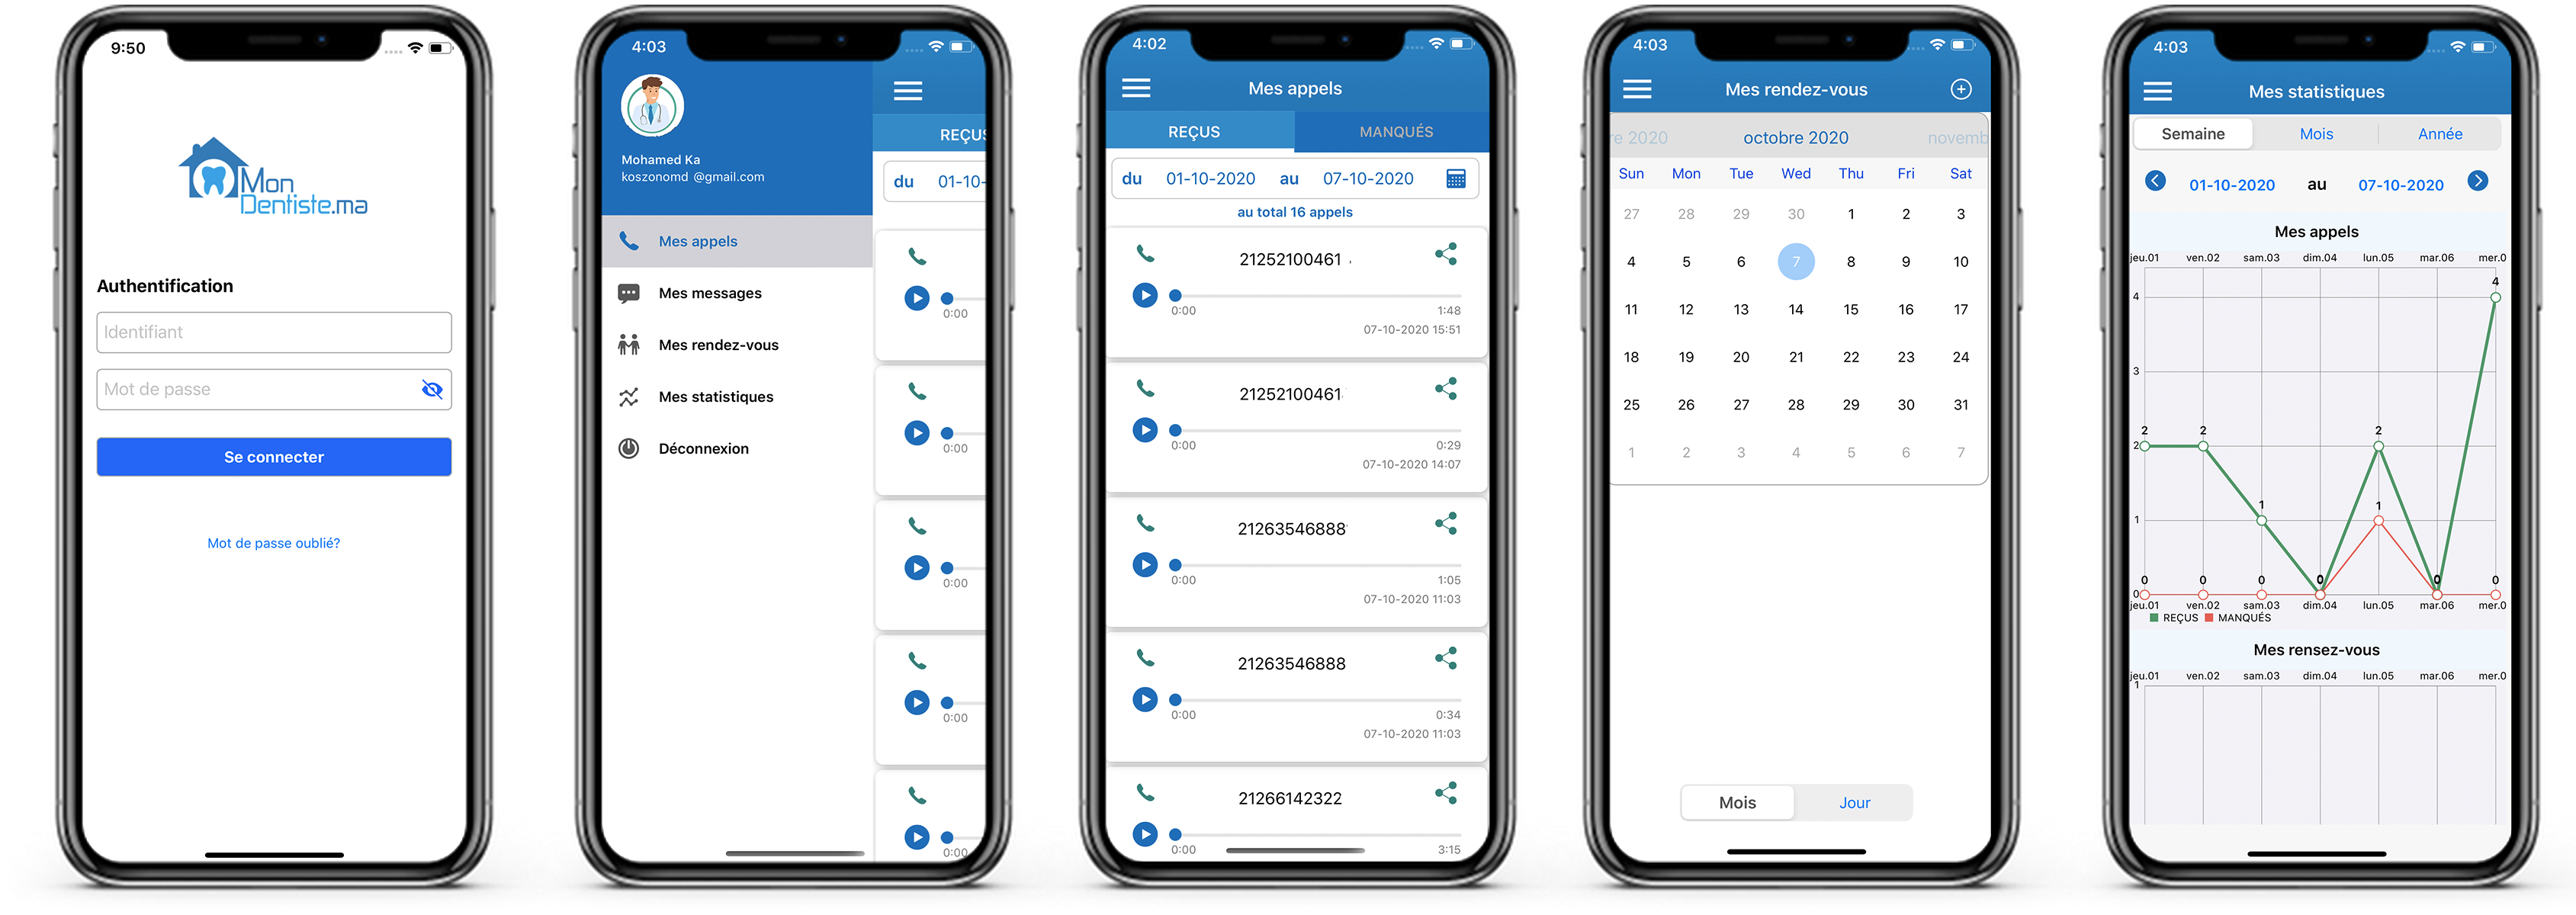 9:50
Mon
Dentiste.ma
Authentification
Identifiant
Mot de passe
Se connecter
Mot de passe oublié?
4:03
Mohamed Ka
koszonomd @gmail.com
Mes appels
Mes messages
Mes rendez-vous
Mes statistiques
Déconnexion
REÇUS
du 01-10-
0:00
0:00
0:00
0:00
0:00
4:02
Mes appels
REÇUS MANQUÉS
du 01-10-2020 au 07-10-2020
au total 16 appels
21252100461
0:00 1:48
07-10-2020 15:51
21252100461
0:00 0:29
07-10-2020 14:07
21263546888
0:00 1:05
07-10-2020 11:03
21263546888
0:00 0:34
07-10-2020 11:03
21266142322
0:00 3:15
4:03
Mes rendez-vous
re 2020 octobre 2020 novemb
Sun Mon Tue Wed Thu Fri Sat
27 28 29 30 1 2 3
4 5 6 7 8 9 10
11 12 13 14 15 16 17
18 19 20 21 22 23 24
25 26 27 28 29 30 31
1 2 3 4 5 6 7
Mois Jour
4:03
Mes statistiques
Semaine Mois Année
01-10-2020 au 07-10-2020
Mes appels
jeu.01 ven.02 sam.03 dim.04 lun.05 mar.06 mer.0
4
4
3
2 2 2
2
1 1
1
0 0 0 0 0 0
0
jeu.01 ven.02 sam.03 dim.04 lun.05 mar.06 mer.0
REÇUS MANQUÉS
Mes rensez-vous
jeu.01 ven.02 sam.03 dim.04 lun.05 mar.06 mer.0
1